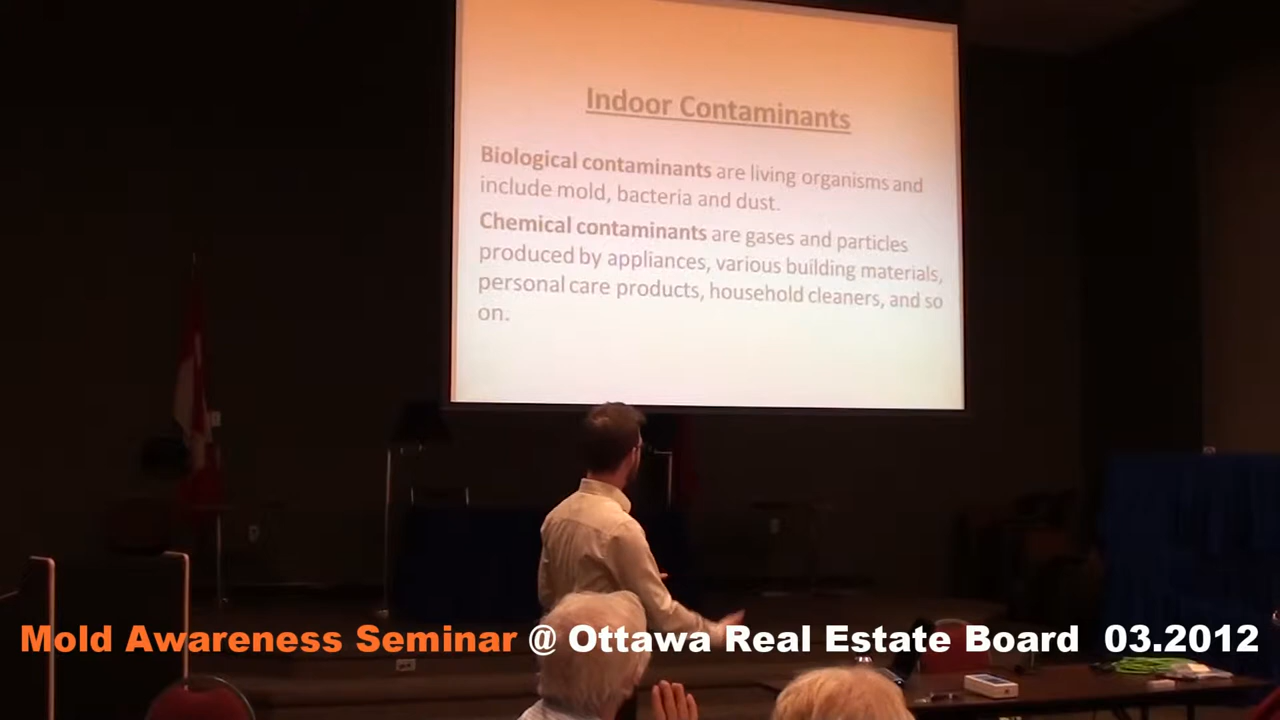 Indoor Contaminants
Biological contaminants are living organisms and
include mold, bacteria and dust.
Chemical contaminants are gases and particles
produced by appliances, various building materials,
personal care products, household cleaners, and so
on.
Mold Awareness Seminar @ Ottawa Real Estate Board 03.2012